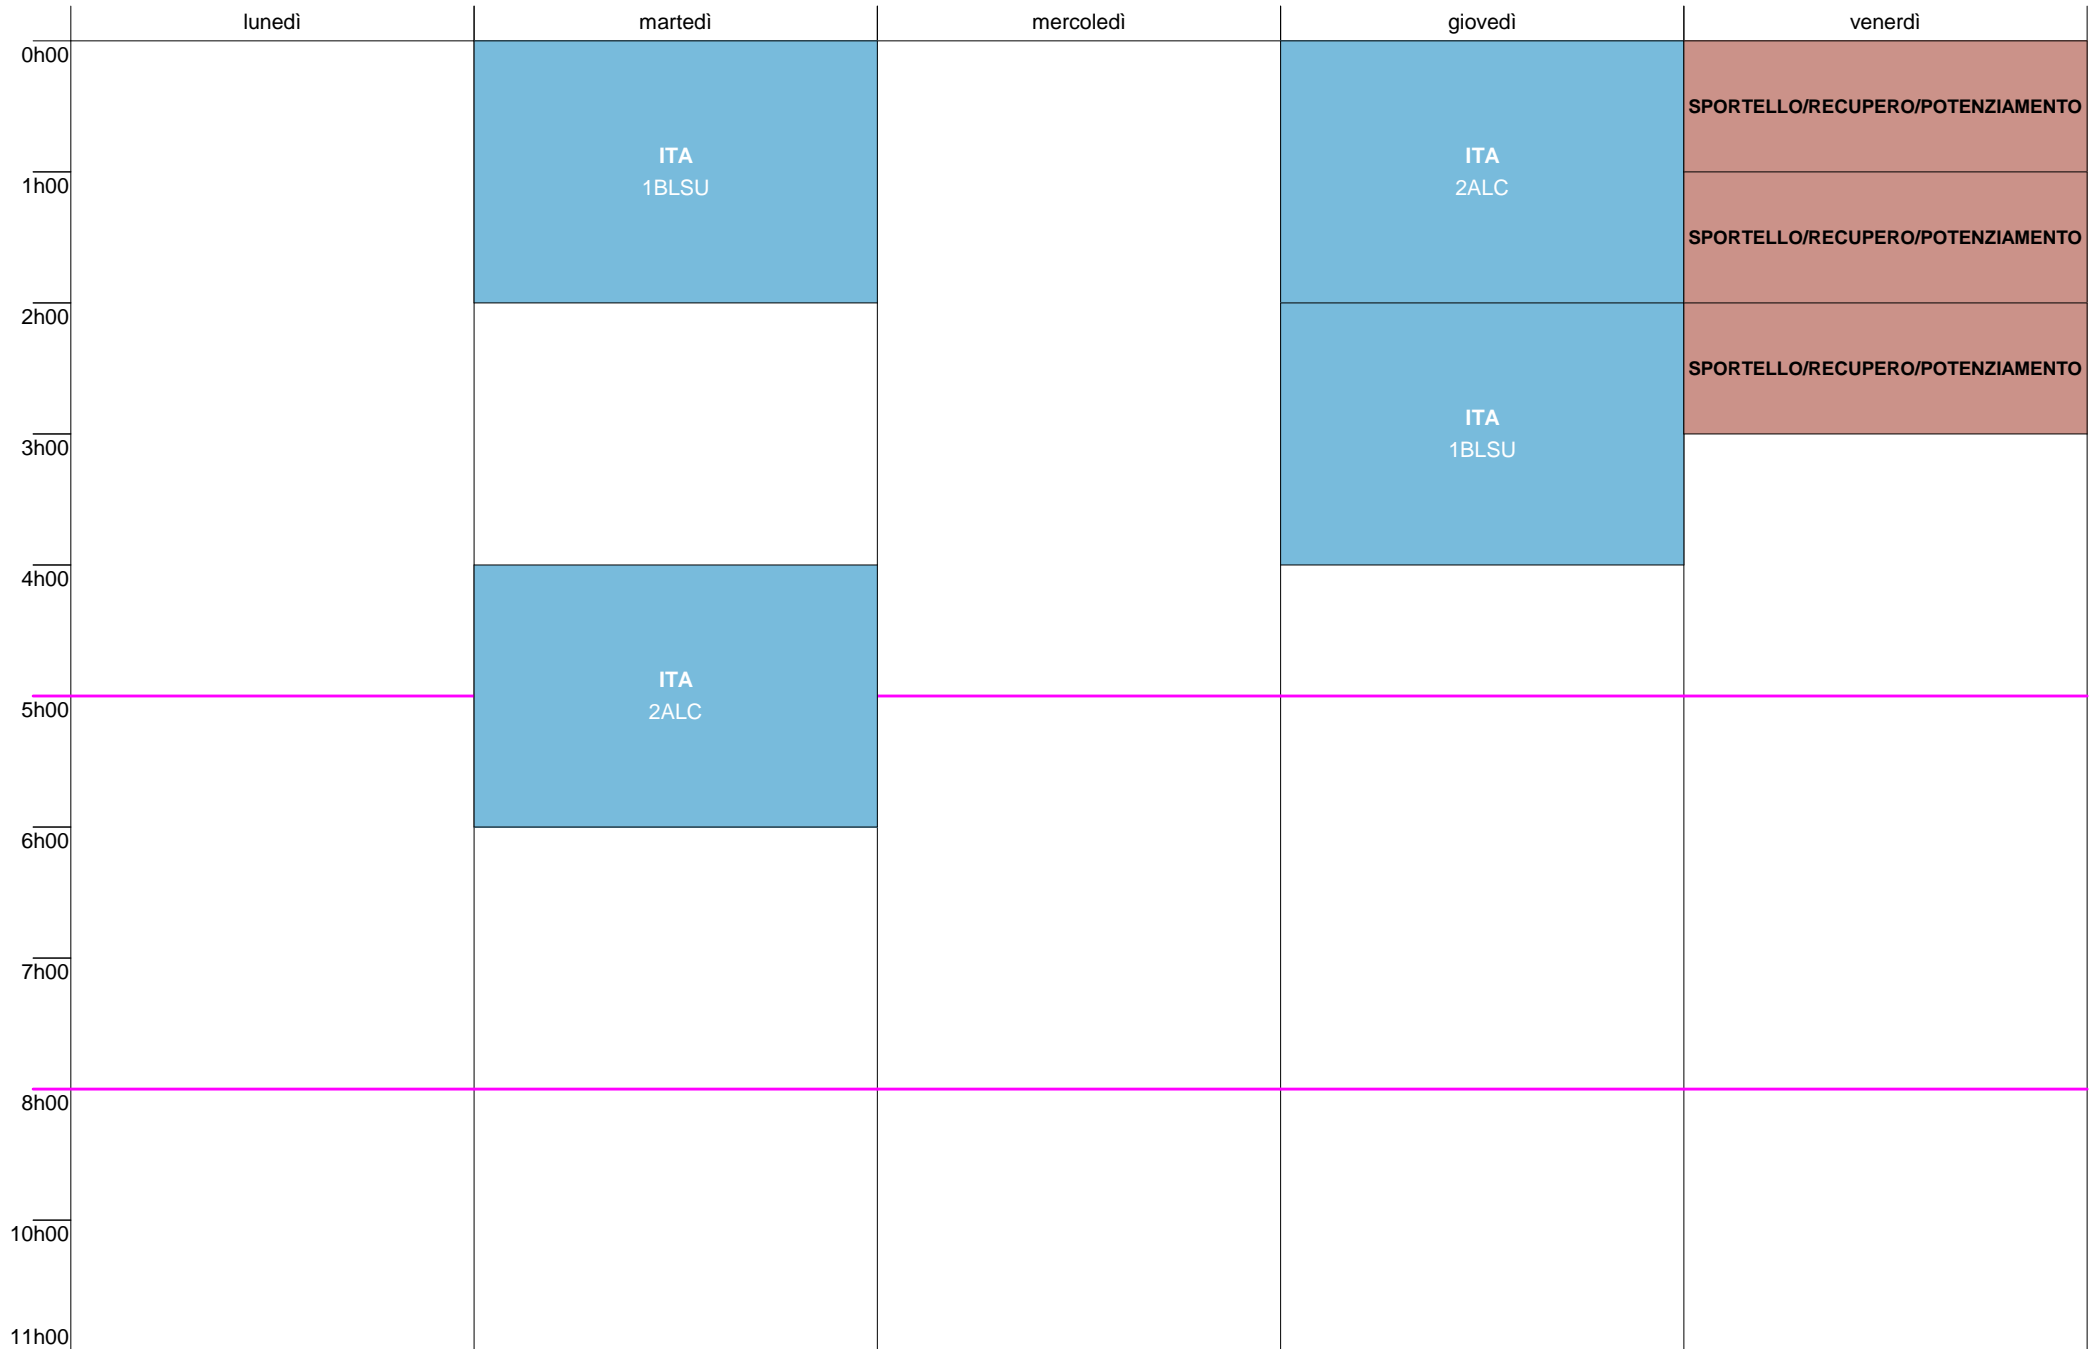 lunedì martedì mercoledì giovedì venerdì
0h00
SPORTELLO/RECUPERO/POTENZIAMENTO
ITA ITA
1h00 1BLSU 2ALC
SPORTELLO/RECUPERO/POTENZIAMENTO
2h00
SPORTELLO/RECUPERO/POTENZIAMENTO
ITA
3h00 1BLSU
4h00
ITA
5h00 2ALC
6h00
7h00
8h00
10h00
11h00